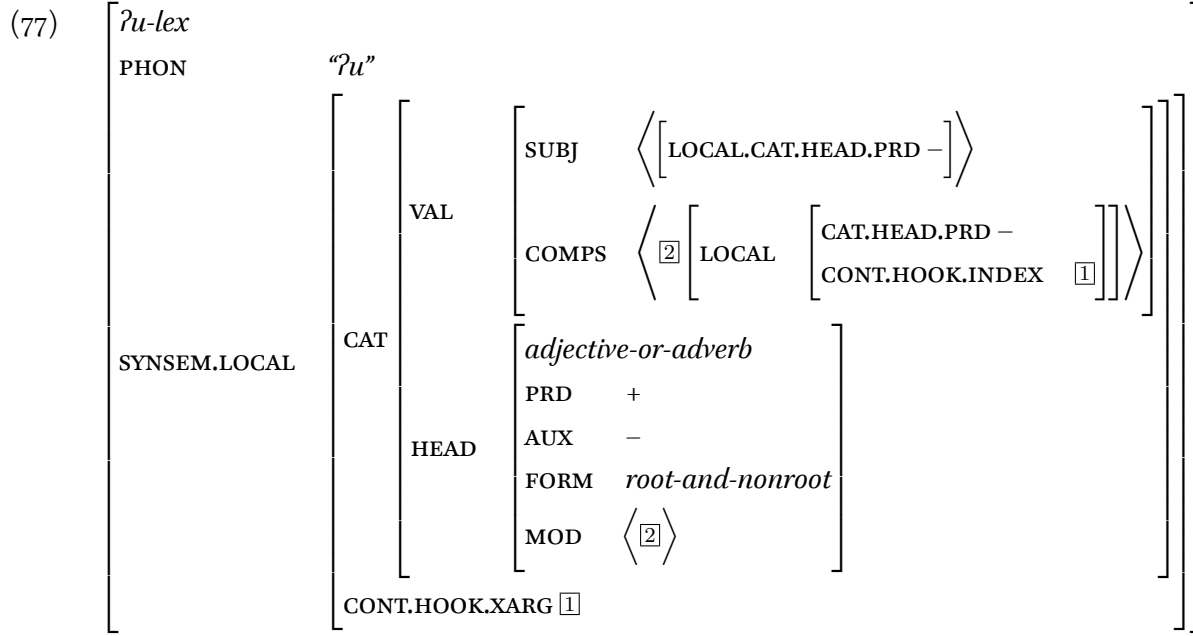 (77) ʔu-lex
PHON “ʔu”
SUBJ ⟨[LOCAL.CAT.HEAD.PRD −]⟩
VAL
COMPS ⟨ 2 [LOCAL [CAT.HEAD.PRD −
CONT.HOOK.INDEX 1]]⟩
SYNSEM.LOCAL CAT
adjective-or-adverb
PRD +
AUX −
HEAD
FORM root-and-nonroot
MOD ⟨ 2 ⟩
CONT.HOOK.XARG 1